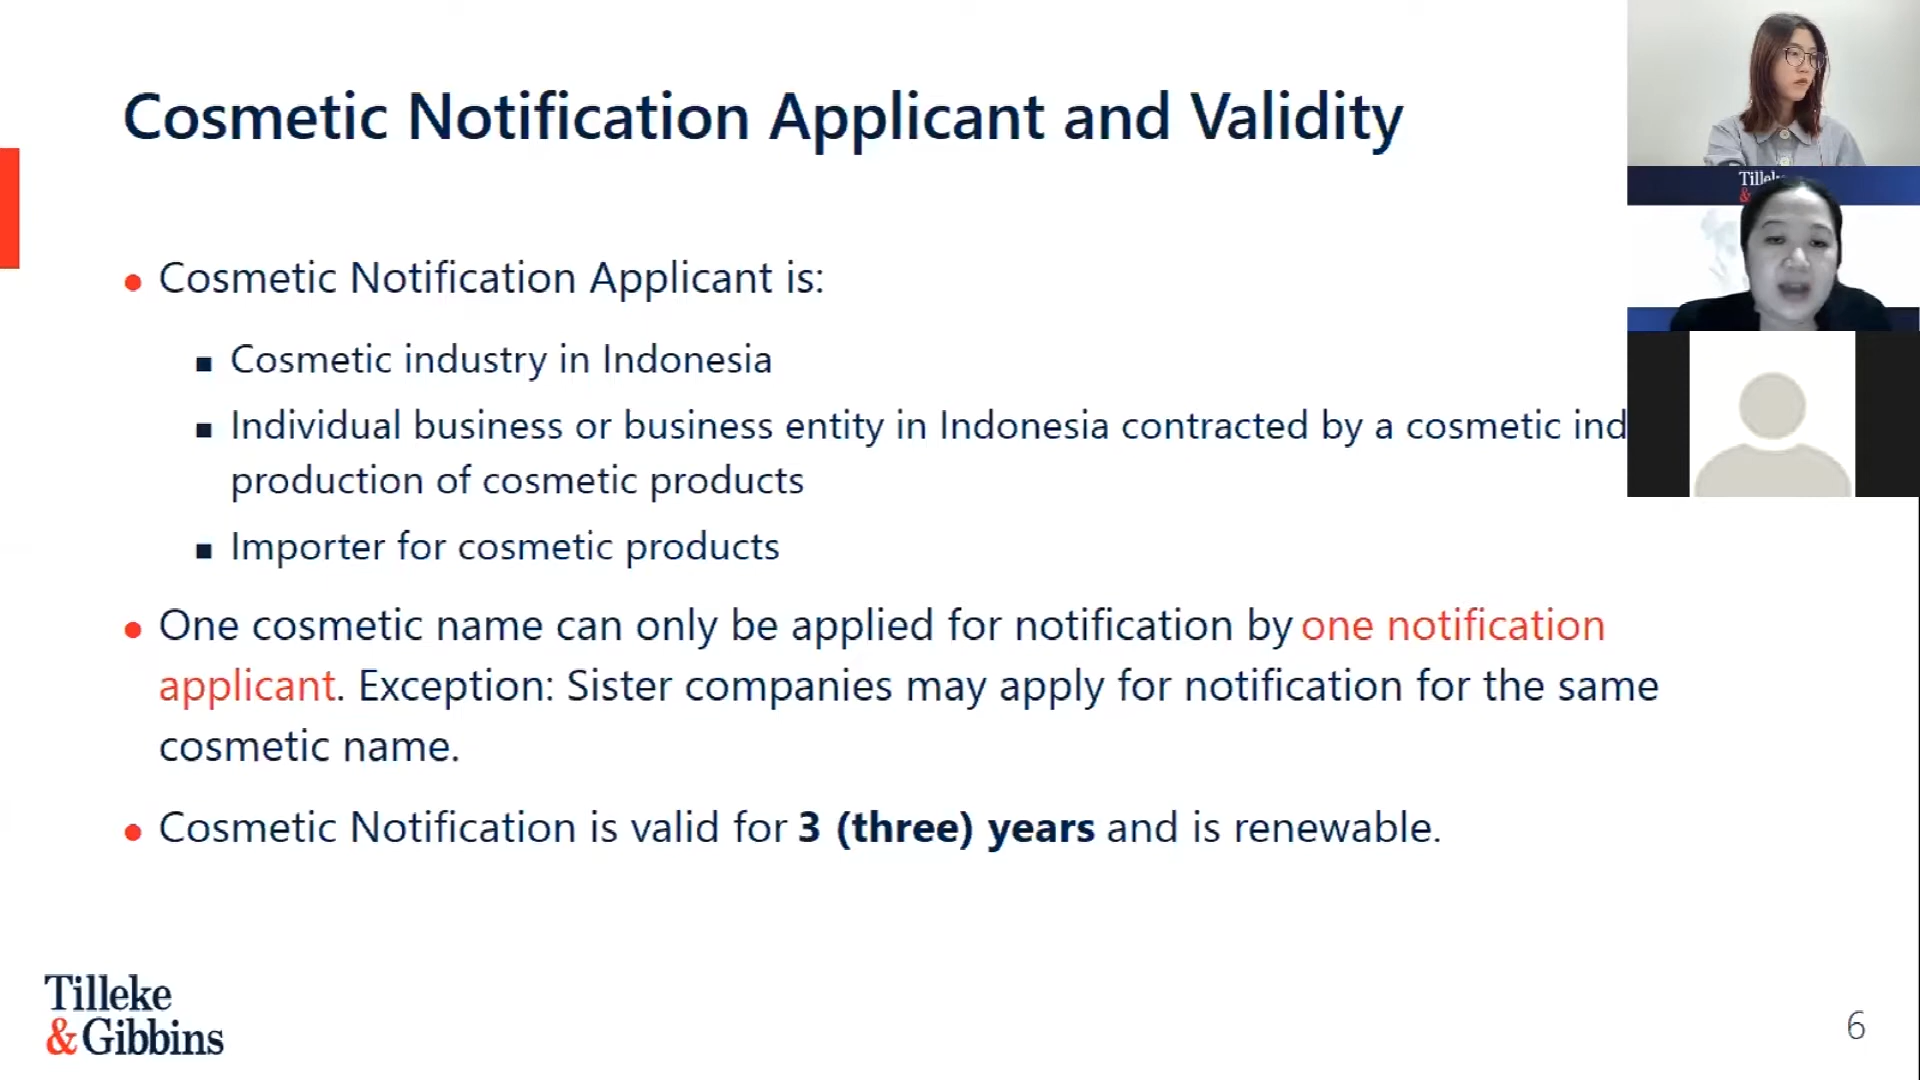 Cosmetic Notification Applicant and Validity
Cosmetic Notification Applicant is:
Cosmetic industry in Indonesia
Individual business or business entity in Indonesia contracted by a cosmetic ind
production of cosmetic products
Importer for cosmetic products
One cosmetic name can only be applied for notification by one notification
applicant. Exception: Sister companies may apply for notification for the same
cosmetic name.
Cosmetic Notification is valid for 3 (three) years and is renewable.
Tilleke
& Gibbins
6